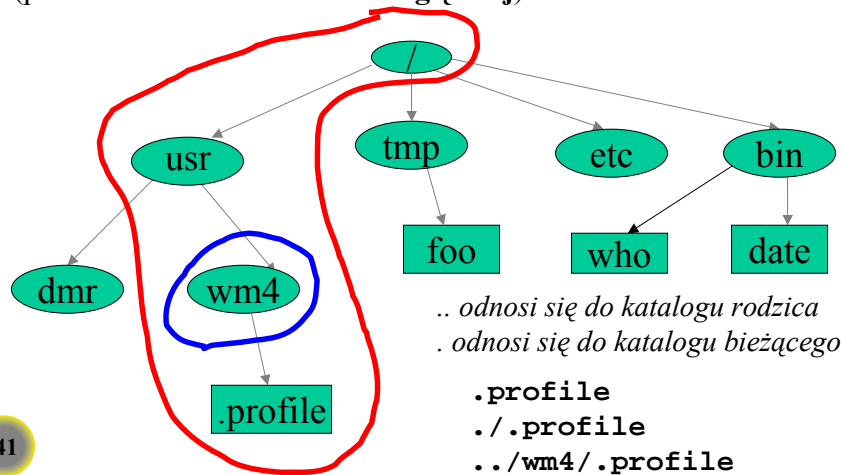 /
usr tmp etc bin
dmr wm4 foo who date
.profile
.. odnosi się do katalogu rodzica
. odnosi się do katalogu bieżącego
.profile
./.profile
../wm4/.profile
41